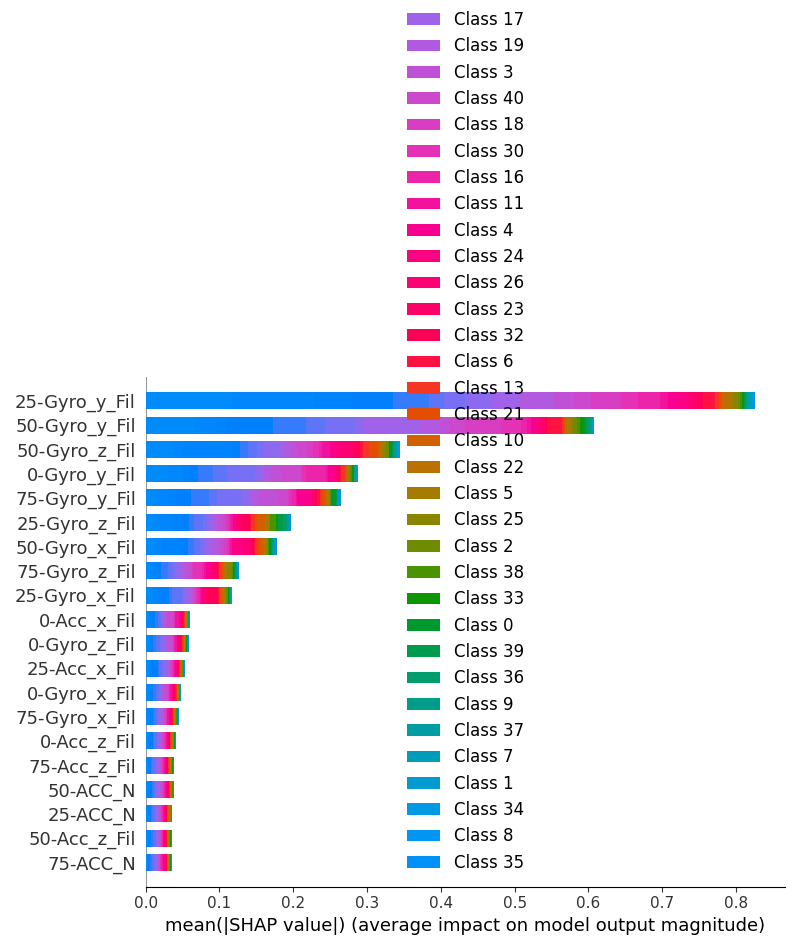 Class 17
Class 19
Class 3
Class 40
Class 18
Class 30
Class 16
Class 11
Class 4
Class 24
Class 26
Class 23
Class 32
Class 6
Class 13
Class 21
Class 10
Class 22
Class 5
Class 25
Class 2
Class 38
Class 33
Class 0
Class 39
Class 36
Class 9
Class 37
Class 7
Class 1
Class 34
Class 8
Class 35
25-Gyro_y_Fil
50-Gyro_y_Fil
50-Gyro_z_Fil
0-Gyro_y_Fil
75-Gyro_y_Fil
25-Gyro_z_Fil
50-Gyro_x_Fil
75-Gyro_z_Fil
25-Gyro_x_Fil
0-Acc_x_Fil
0-Gyro_z_Fil
25-Acc_x_Fil
0-Gyro_x_Fil
75-Gyro_x_Fil
0-Acc_z_Fil
75-Acc_z_Fil
50-ACC_N
25-ACC_N
50-Acc_z_Fil
75-ACC_N
0.0 0.1 0.2 0.3 0.4 0.5 0.6 0.7 0.8
mean(|SHAP value|) (average impact on model output magnitude)